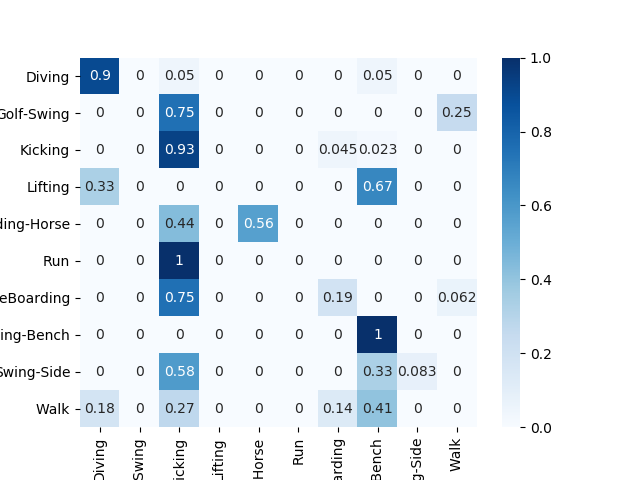 Diving 0.9 0 0.05 0 0 0 0 0.05 0 0
Golf-Swing 0 0 0.75 0 0 0 0 0 0 0.25
Kicking 0 0 0.93 0 0 0 0.045 0.023 0 0
Lifting 0.33 0 0 0 0 0 0 0.67 0 0
ding-Horse 0 0 0.44 0 0.56 0 0 0 0 0
Run 0 0 1 0 0 0 0 0 0 0
eBoarding 0 0 0.75 0 0 0 0.19 0 0 0.062
ing-Bench 0 0 0 0 0 0 0 1 0 0
Swing-Side 0 0 0.58 0 0 0 0 0.33 0.083 0
Walk 0.18 0 0.27 0 0 0 0.14 0.41 0 0
Diving
Swing
icking
ifting
Horse
Run
arding
Bench
g-Side
Walk
1.0
0.8
0.6
0.4
0.2
0.0